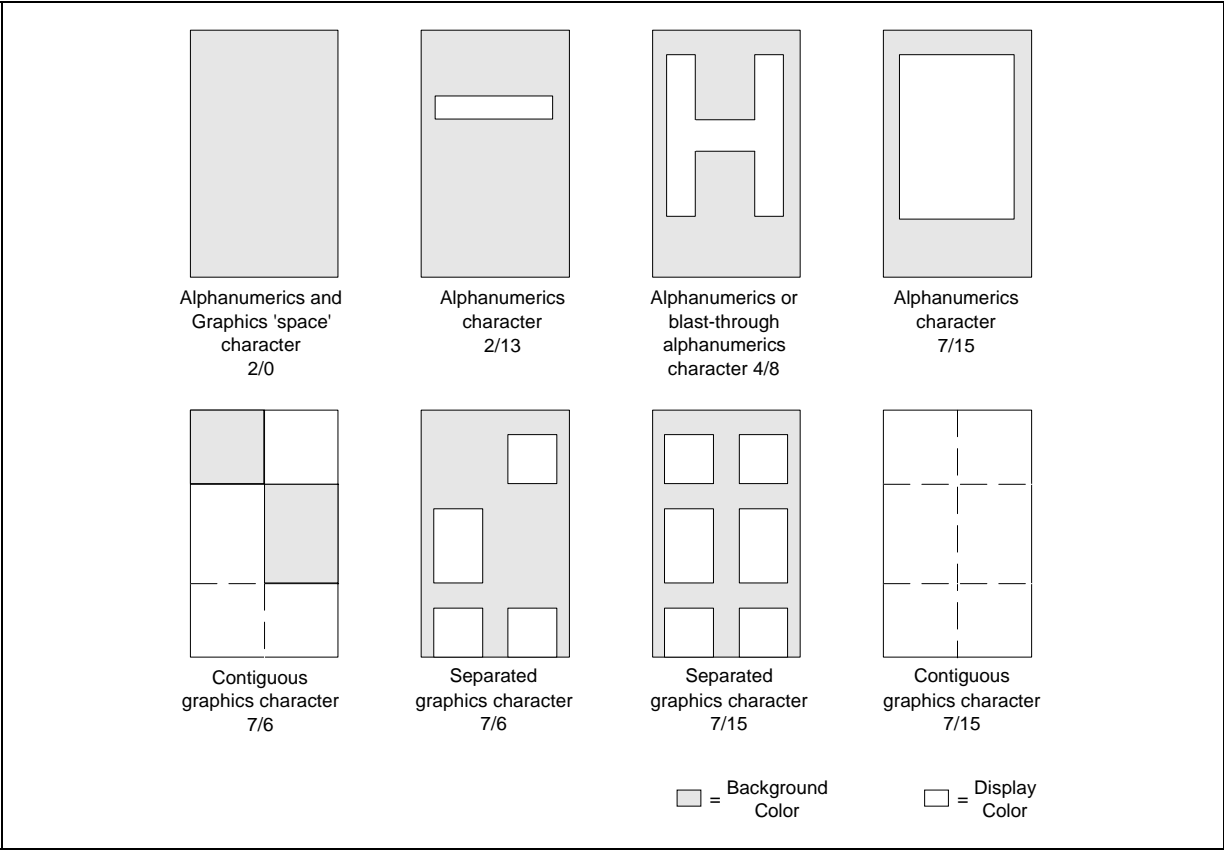 Alphanumerics and
Graphics 'space'
character
2/0
Alphanumerics
character
2/13
Alphanumerics or
blast-through
alphanumerics
character 4/8
Alphanumerics
character
7/15
Contiguous
graphics character
7/6
Separated
graphics character
7/6
Separated
graphics character
7/15
Contiguous
graphics character
7/15
= Background
Color
= Display
Color